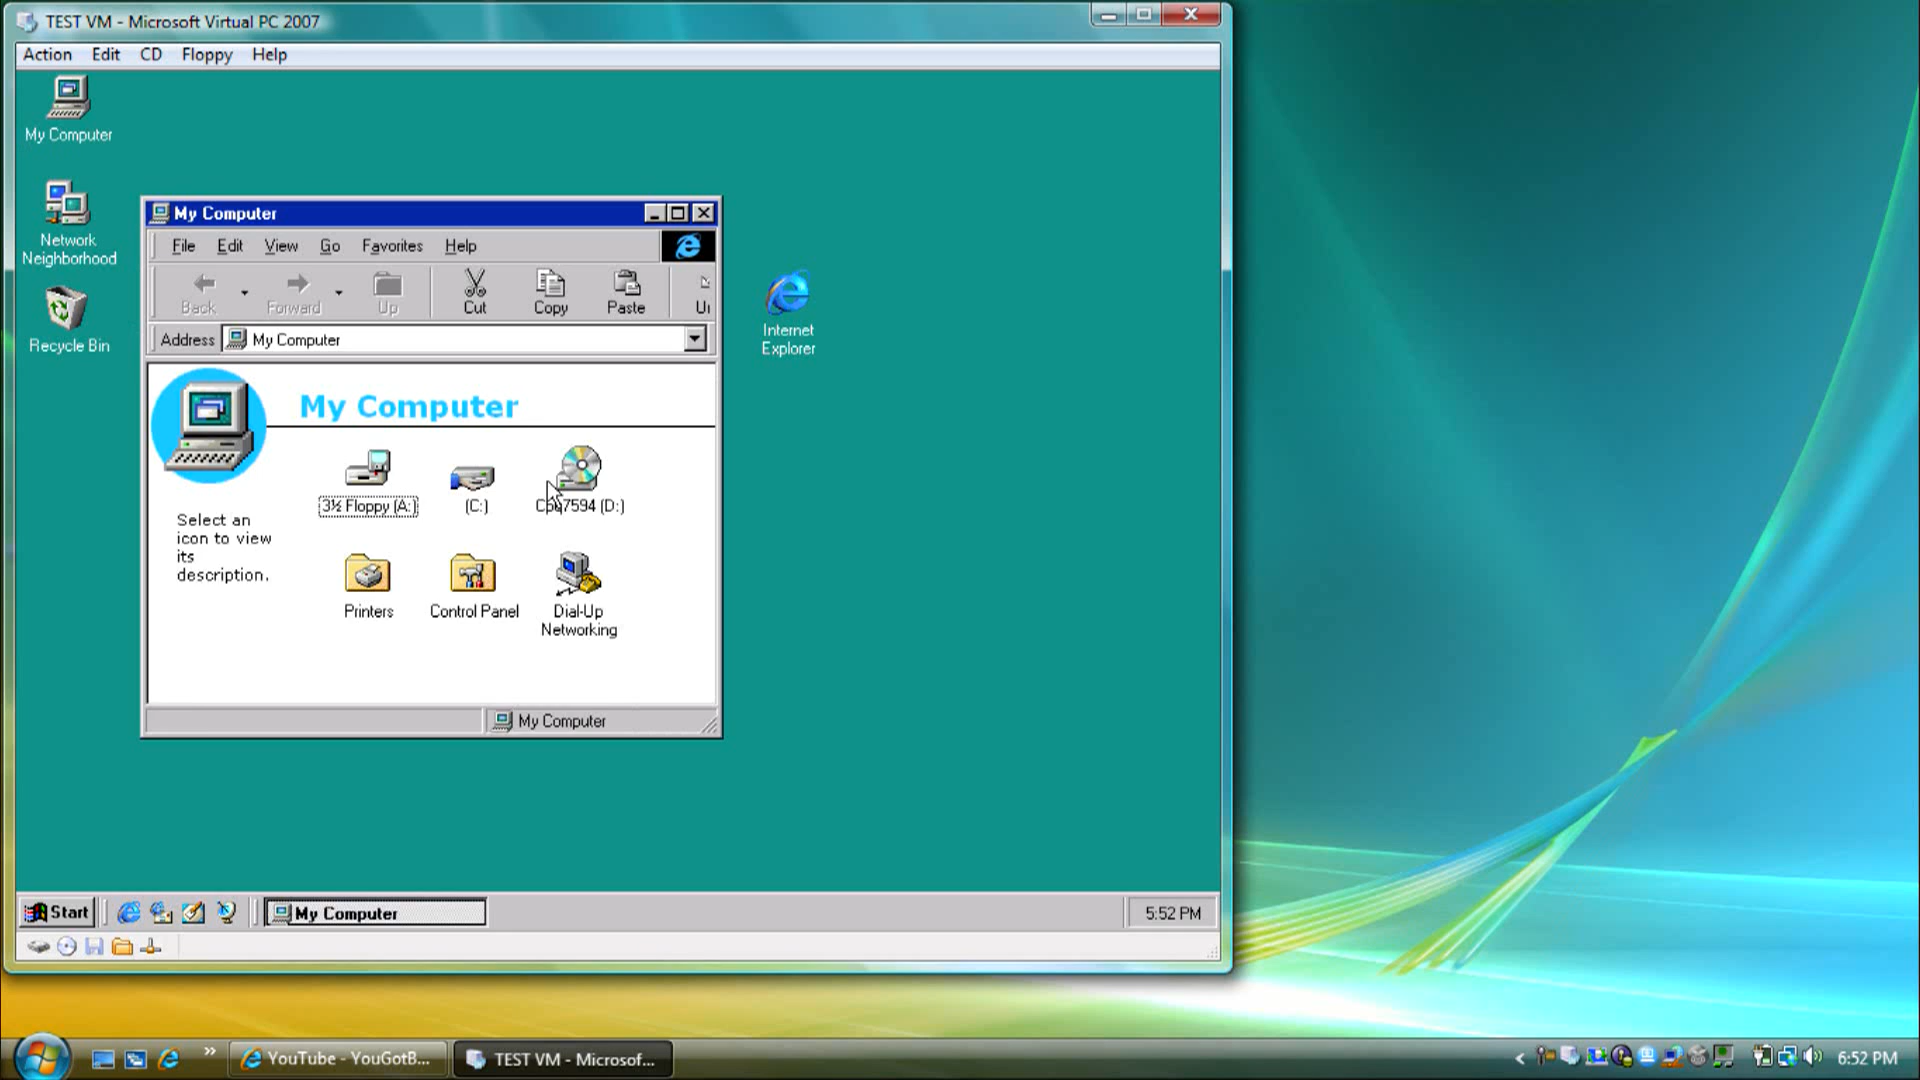 TEST VM - Microsoft Virtual PC 2007
Action Edit CD Floppy Help
My Computer
Network
Neighborhood
Recycle Bin
My Computer
File Edit View Go Favorites Help
Back Forward Up Cut Copy Paste
Address My Computer
My Computer
Select an
icon to view
its
description.
3½ Floppy (A:) (C:) (D:)
Printers Control Panel Dial-Up
Networking
My Computer
Internet
Explorer
Start My Computer 5:52 PM
YouTube - YouGotB... TEST VM - Microsof... 6:52 PM